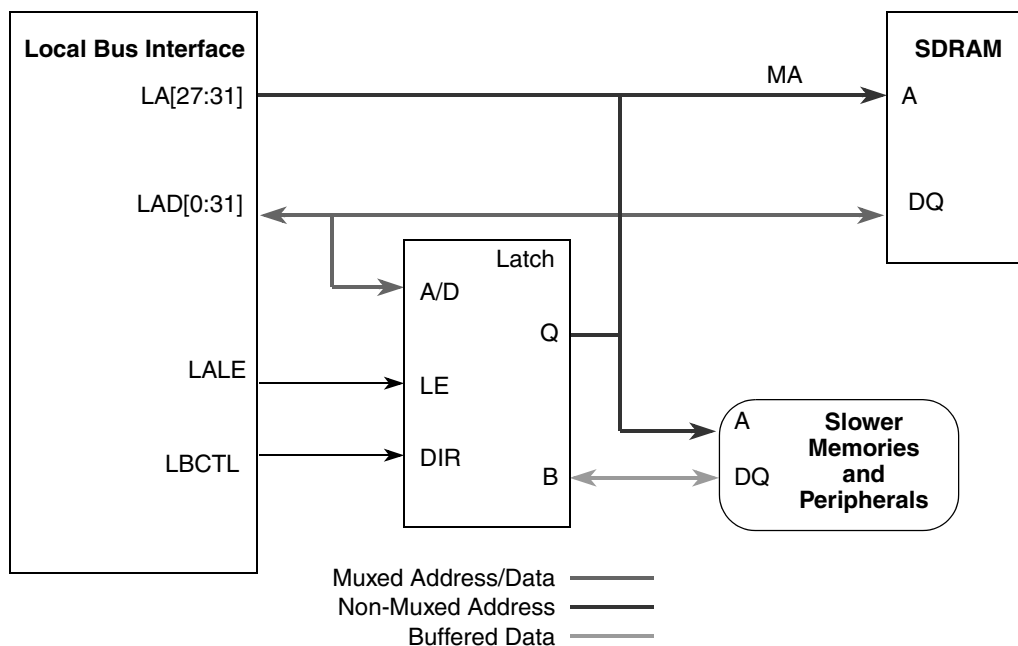 Local Bus Interface
LA[27:31]
LAD[0:31]
LALE
LBCTL
Latch
A/D
Q
LE
DIR
B
MA
SDRAM
A
DQ
A
DQ
Slower
Memories
and
Peripherals
Muxed Address/Data
Non-Muxed Address
Buffered Data